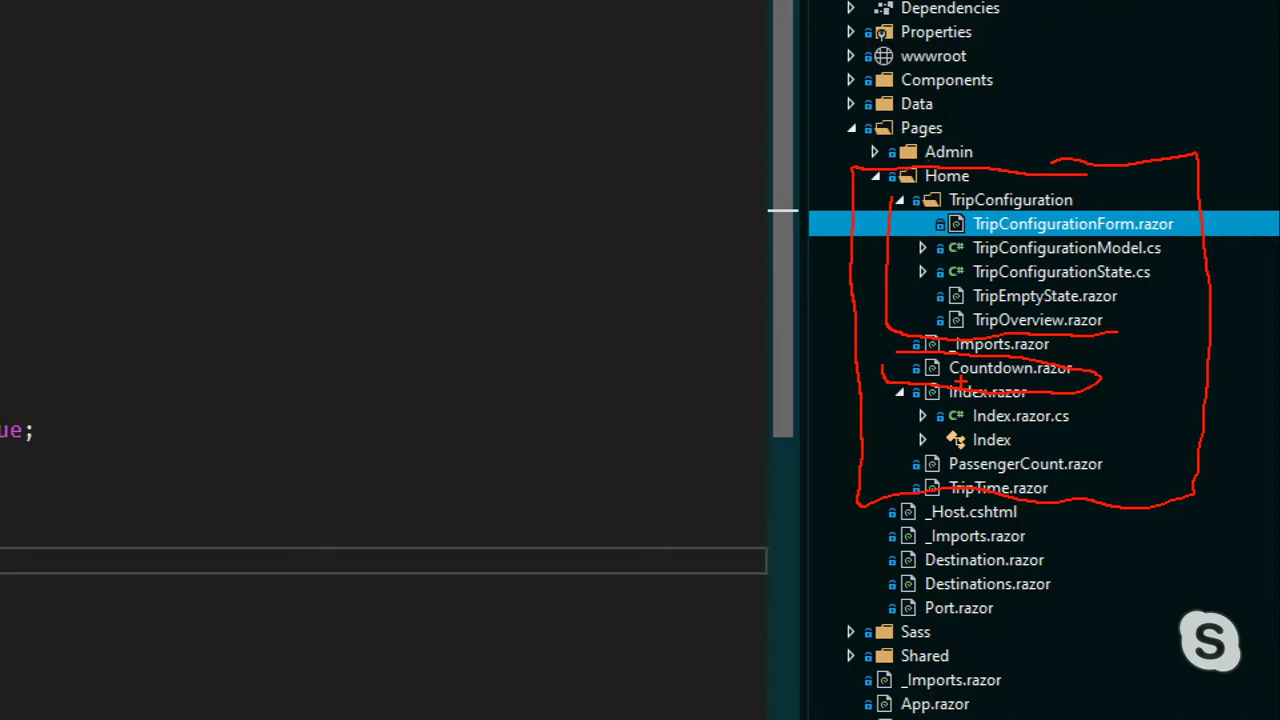 Dependencies
Properties
wwwroot
Components
Data
Pages
Admin
Home
TripConfiguration
TripConfigurationForm.razor
C# TripConfigurationModel.cs
C# TripConfigurationState.cs
TripEmptyState.razor
TripOverview.razor
_Imports.razor
Countdown.razor
Index.razor
C# Index.razor.cs
Index
ue;
PassengerCount.razor
TripTime.razor
_Host.cshtml
_Imports.razor
Destination.razor
Destinations.razor
Port.razor
Sass
Shared
_Imports.razor
App.razor
S